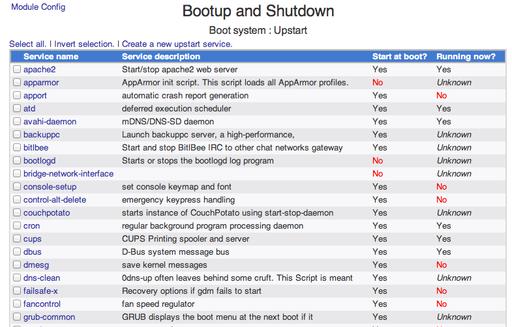 Module Config
Bootup and Shutdown
Boot system : Upstart
Select all. | Invert selection. | Create a new upstart service.
Service name Service description Start at boot? Running now?
apache2 Start/stop apache2 web server Yes Yes
apparmor AppArmor init script. This script loads all AppArmor profiles. No Unknown
apport automatic crash report generation Yes No
atd deferred execution scheduler Yes Yes
avahi-daemon mDNS/DNS-SD daemon Yes Yes
backuppc Launch backuppc server, a high-performance, Yes Unknown
bitlbee Start and stop BitlBee IRC to other chat networks gateway Yes Unknown
bootlogd Starts or stops the bootlogd log program No Unknown
bridge-network-interface No Unknown
console-setup set console keymap and font Yes No
control-alt-delete emergency keypress handling Yes No
couchpotato starts instance of CouchPotato using start-stop-daemon Yes Unknown
cron regular background program processing daemon Yes Yes
cups CUPS Printing spooler and server Yes Yes
dbus D-Bus system message bus Yes Yes
dmesg save kernel messages Yes No
dns-clean 0dns-up often leaves behind some cruft. This Script is meant Yes Unknown
failsafe-x Recovery options if gdm fails to start Yes No
fancontrol fan speed regulator Yes No
grub-common GRUB displays the boot menu at the next boot if it Yes Unknown